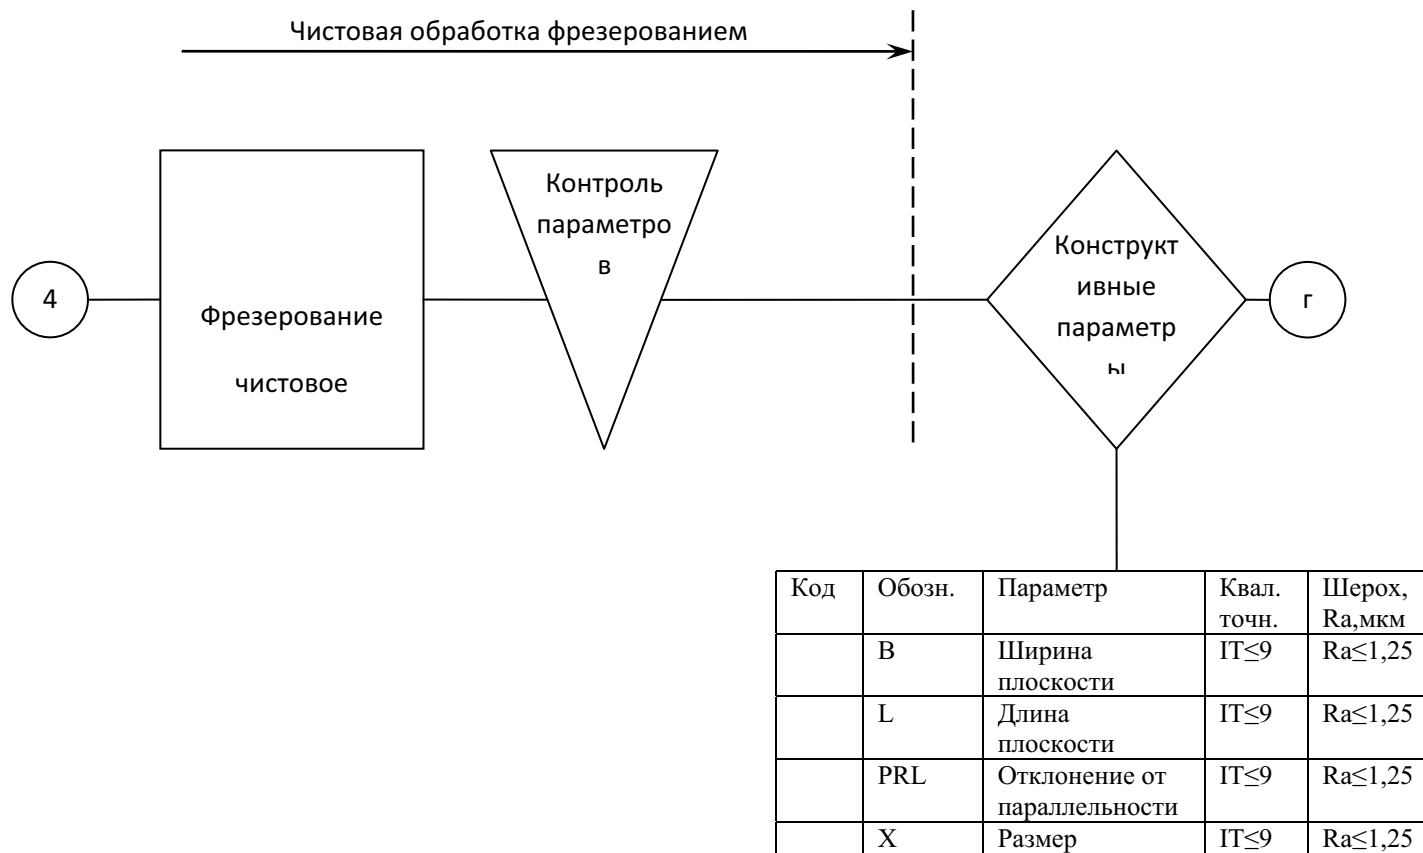 Чистовая обработка фрезерованием
4
Фрезерование
чистовое
Контроль
параметро
в
Конструкт
ивные
параметр
ы
г
Код Обозн. Параметр Квал. точн. Шерох, Ra,мкм
B Ширина плоскости IT≤9 Ra≤1,25
L Длина плоскости IT≤9 Ra≤1,25
PRL Отклонение от параллельности IT≤9 Ra≤1,25
X Размер IT≤9 Ra≤1,25